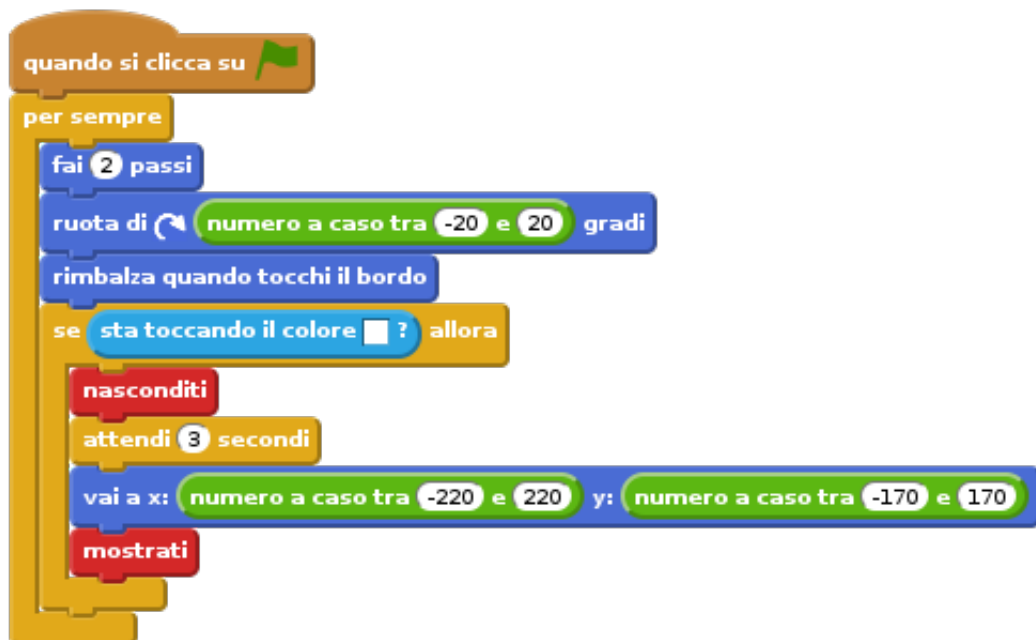 quando si clicca su
per sempre
fai 2 passi
ruota di numero a caso tra -20 e 20 gradi
rimbalza quando tocchi il bordo
se sta toccando il colore ? allora
nasconditi
attendi 3 secondi
vai a x: numero a caso tra -220 e 220 y: numero a caso tra -170 e 170
mostrati